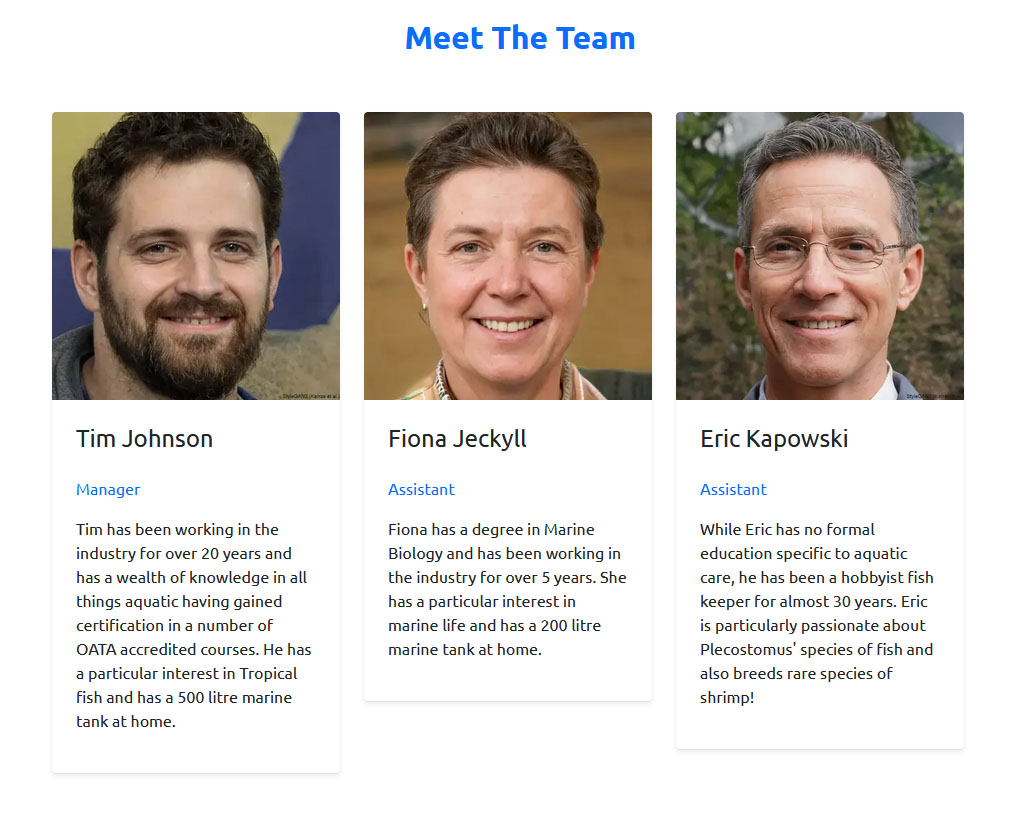 Meet The Team
Tim Johnson
Manager
Tim has been working in the
industry for over 20 years and
has a wealth of knowledge in all
things aquatic having gained
certification in a number of
OATA accredited courses. He has
a particular interest in Tropical
fish and has a 500 litre marine
tank at home.
Fiona Jeckyll
Assistant
Fiona has a degree in Marine
Biology and has been working in
the industry for over 5 years. She
has a particular interest in
marine life and has a 200 litre
marine tank at home.
Eric Kapowski
Assistant
While Eric has no formal
education specific to aquatic
care, he has been a hobbyist fish
keeper for almost 30 years. Eric
is particularly passionate about
Plecostomus' species of fish and
also breeds rare species of
shrimp!